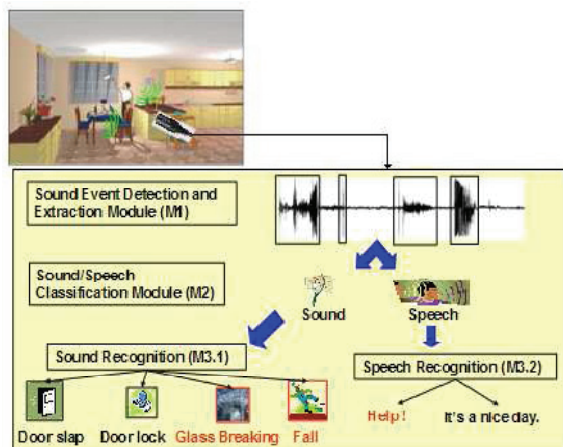 Sound Event Detection and
Extraction Module (M1)
Sound/Speech
Classification Module (M2)
Sound
Speech
Sound Recognition (M3.1)
Speech Recognition (M3.2)
Door slap
Door lock
Glass Breaking
Fall
Help!
It's a nice day.